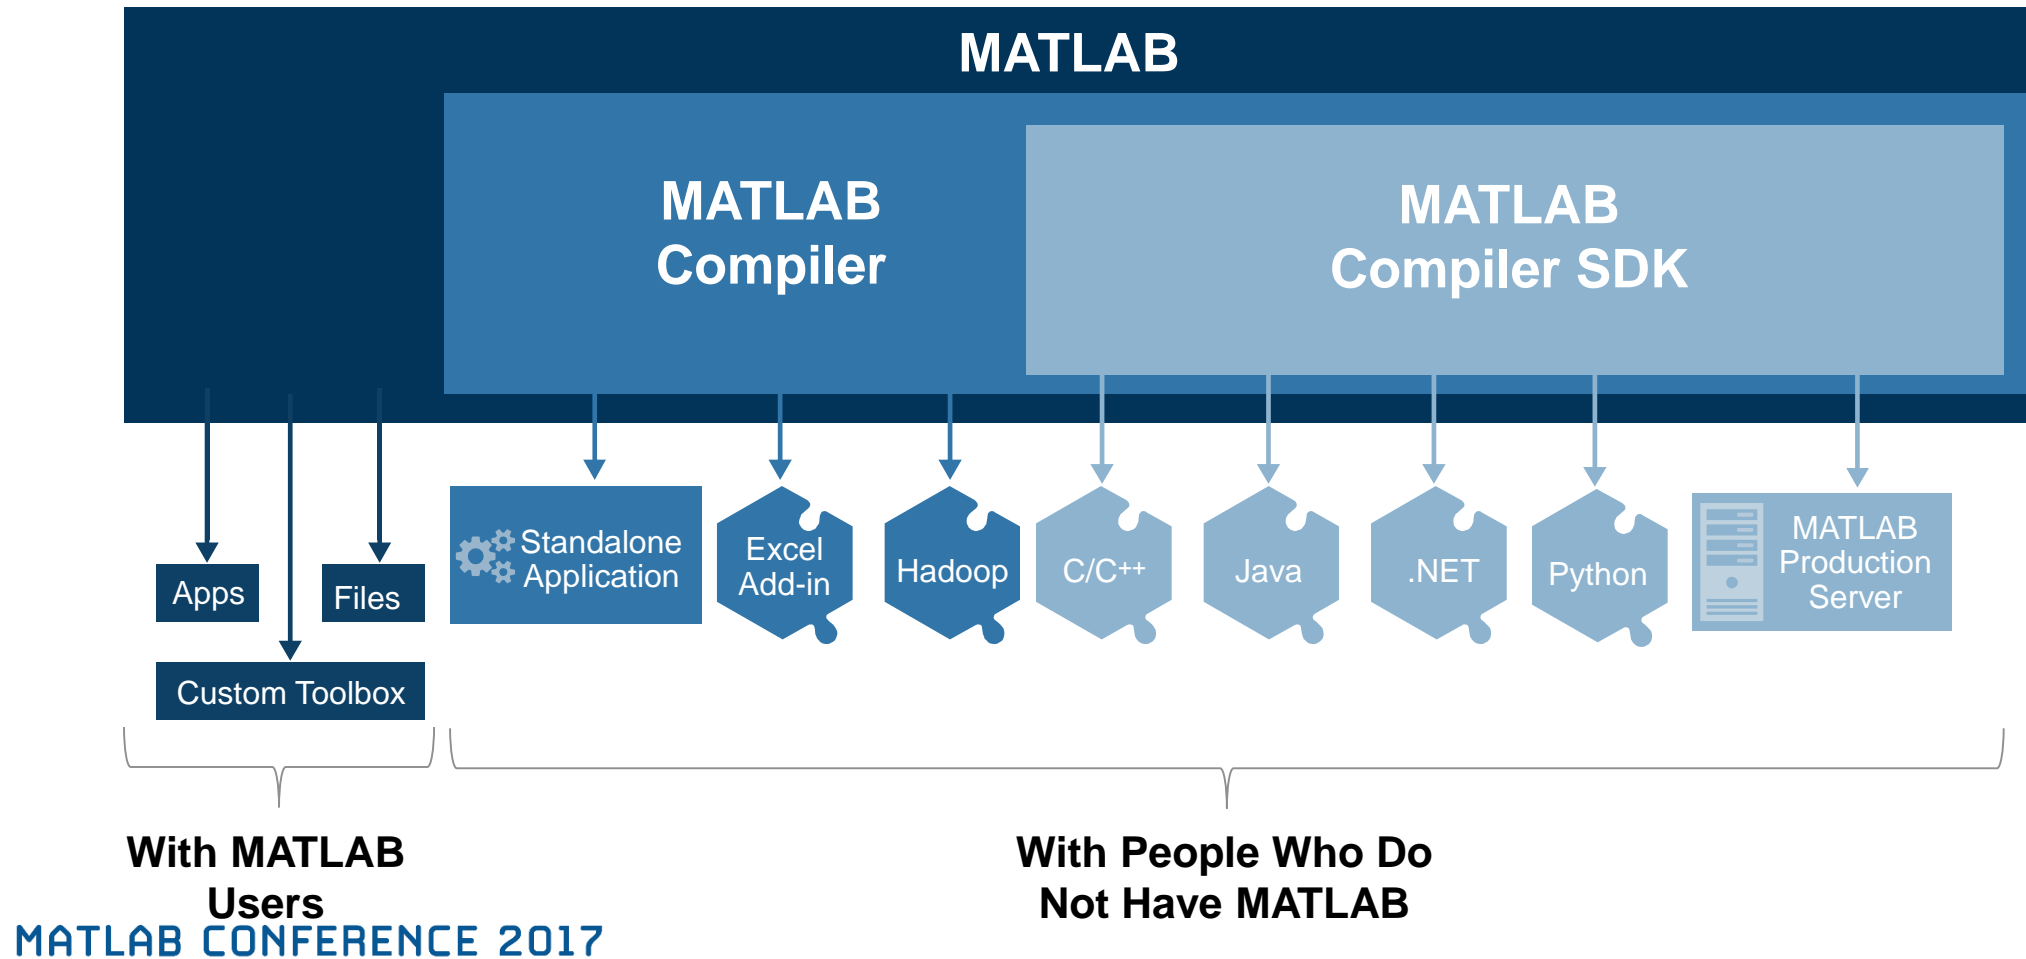 MATLAB
MATLAB
Compiler
MATLAB
Compiler SDK
Apps
Files
Custom Toolbox
Standalone
Application
Excel
Add-in
Hadoop
C/C++
Java
.NET
Python
MATLAB
Production
Server
With MATLAB
Users
With People Who Do
Not Have MATLAB
MATLAB CONFERENCE 2017